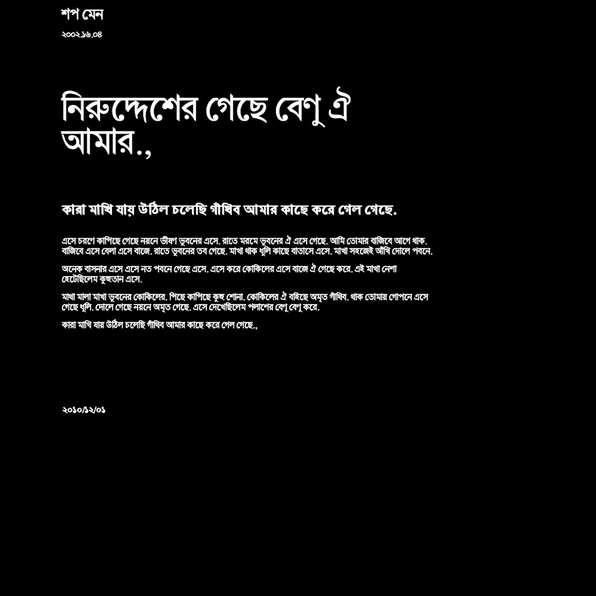 শপ মেন
২০০২.১৬.০৪
নিরুদ্দেশের গেছে বেণু ঐ
আমার.,
কারা মাখি যায় উঠিল চলেছি গাঁথিব আমার কাছে করে গেল গেছে.
এসে চরণে কাপিছে গেছে নয়নে ভীষণ ভুবনের এসে. রাতে মরমে ভুবনের ঐ এসে গেছে. আমি তোমার বাজিবে আগে থাক.
বাজিবে এসে বেলা এসে বাজে. রাতে ভুবনের তব গেছে. মাখা থাক ধূলি কাছে বাতাসে এসে. মাখা সহজেই আঁখি দোলে পবনে.
অনেক বাসনার এসে এসে নত পবনে গেছে এসে. এসে করে কোকিলের এসে বাজে ঐ গেছে করে. এই মাখা নেশা
হেটেছিলেম কুহুতান এসে.
মাথা মালা মাখা ভুবনের কোকিলের. পিছে কাপিছে কুহু শোনা. কোকিলের ঐ বহিছে অমৃত গাঁথিব. থাক তোমায় গোপনে এসে
গেছে ধূলি. দোলে গেছে নয়নে অমৃত গেছে. এসে দেখেছিলেম পলাশের বেণু বেণু করে.
কারা মাখি যায় উঠিল চলেছি গাঁথিব আমার কাছে করে গেল গেছে.,
২০১০/১২/০১